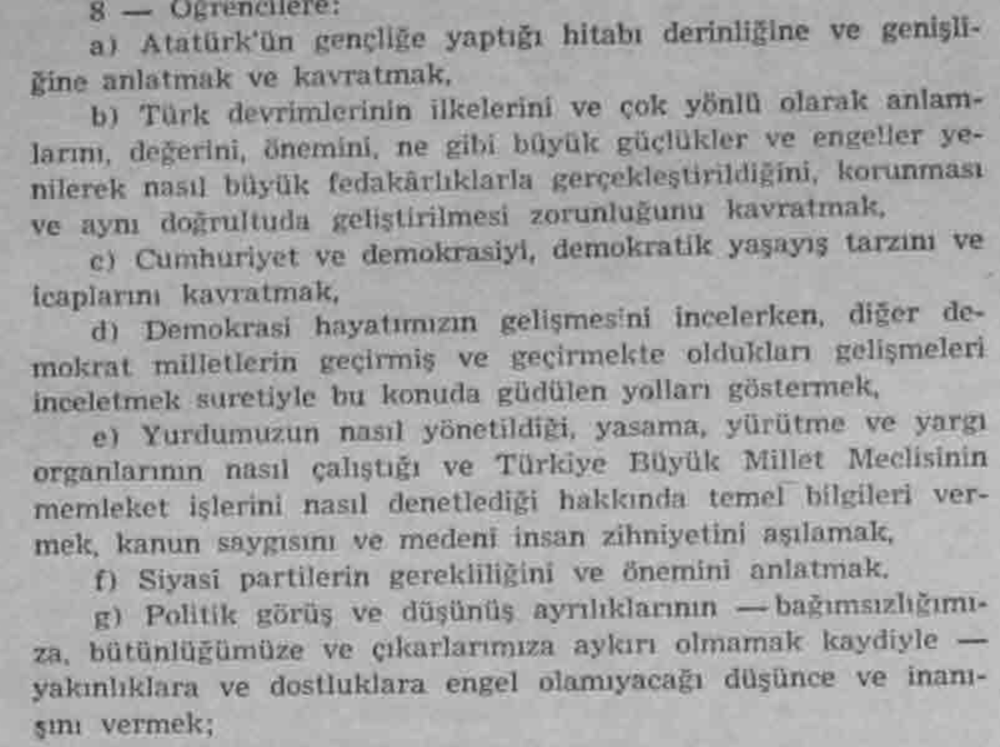 8 — Öğrencilere:
a) Atatürk'ün gençliğe yaptığı hitabı derinliğine ve genişli-
ğine anlatmak ve kavratmak,
b) Türk devrimlerinin ilkelerini ve çok yönlü olarak anlam-
larını, değerini, önemini, ne gibi büyük güçlükler ve engeller ye-
nilerek nasıl büyük fedakârlıklarla gerçekleştirildiğini, korunması
ve aynı doğrultuda geliştirilmesi zorunluğunu kavratmak,
c) Cumhuriyet ve demokrasiyi, demokratik yaşayış tarzını ve
icaplarını kavratmak,
d) Demokrasi hayatımızın gelişmesini incelerken, diğer de-
mokrat milletlerin geçirmiş ve geçirmekte oldukları gelişmeleri
inceletmek suretiyle bu konuda güdülen yolları göstermek,
e) Yurdumuzun nasıl yönetildiği, yasama, yürütme ve yargı
organlarının nasıl çalıştığı ve Türkiye Büyük Millet Meclisinin
memleket işlerini nasıl denetlediği hakkında temel bilgileri ver-
mek, kanun saygısını ve medenî insan zihniyetini aşılamak,
f) Siyasî partilerin gerekliliğini ve önemini anlatmak,
g) Politik görüş ve düşünüş ayrılıklarının — bağımsızlığımı-
za, bütünlüğümüze ve çıkarlarımıza aykırı olmamak kaydiyle —
yakınlıklara ve dostluklara engel olamıyacağı düşünce ve inanı-
şını vermek;